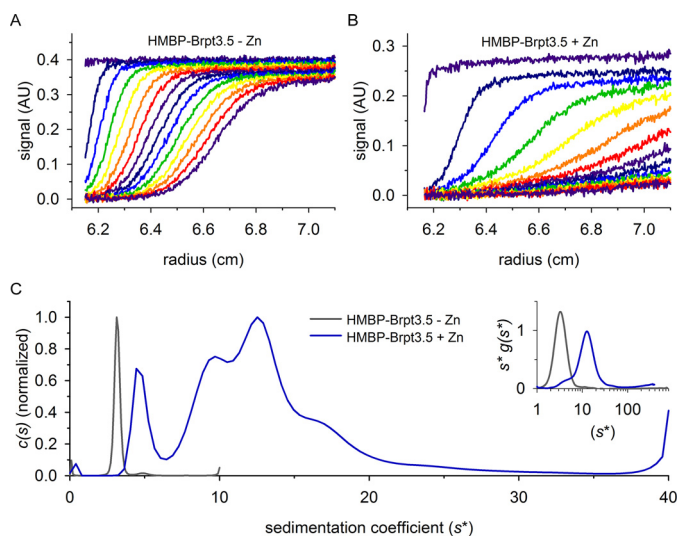 A
HMBP-Brpt3.5 - Zn
signal (AU)
0.4
0.3
0.2
0.1
0.0
6.2 6.4 6.6 6.8 7.0
radius (cm)
B
HMBP-Brpt3.5 + Zn
signal (AU)
0.3
0.2
0.1
0.0
6.2 6.4 6.6 6.8 7.0
radius (cm)
C
c(s) (normalized)
1.0
0.8
0.6
0.4
0.2
0.0
0 10 20 30 40
sedimentation coefficient (s*)
HMBP-Brpt3.5 - Zn
HMBP-Brpt3.5 + Zn
s* g(s*)
1
0
1 10 100
(s*)